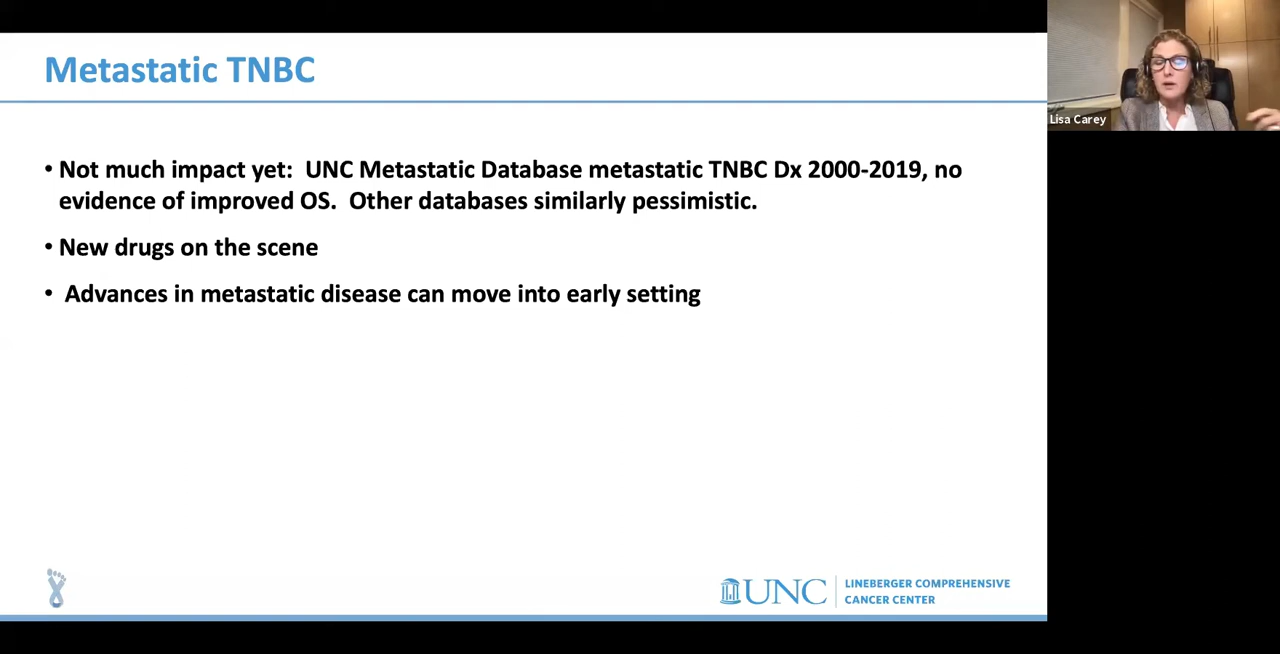 Metastatic TNBC
• Not much impact yet:  UNC Metastatic Database metastatic TNBC Dx 2000-2019, no
evidence of improved OS.  Other databases similarly pessimistic.
• New drugs on the scene
•  Advances in metastatic disease can move into early setting
UNC
LINEBERGER COMPREHENSIVE
CANCER CENTER
Lisa Carey